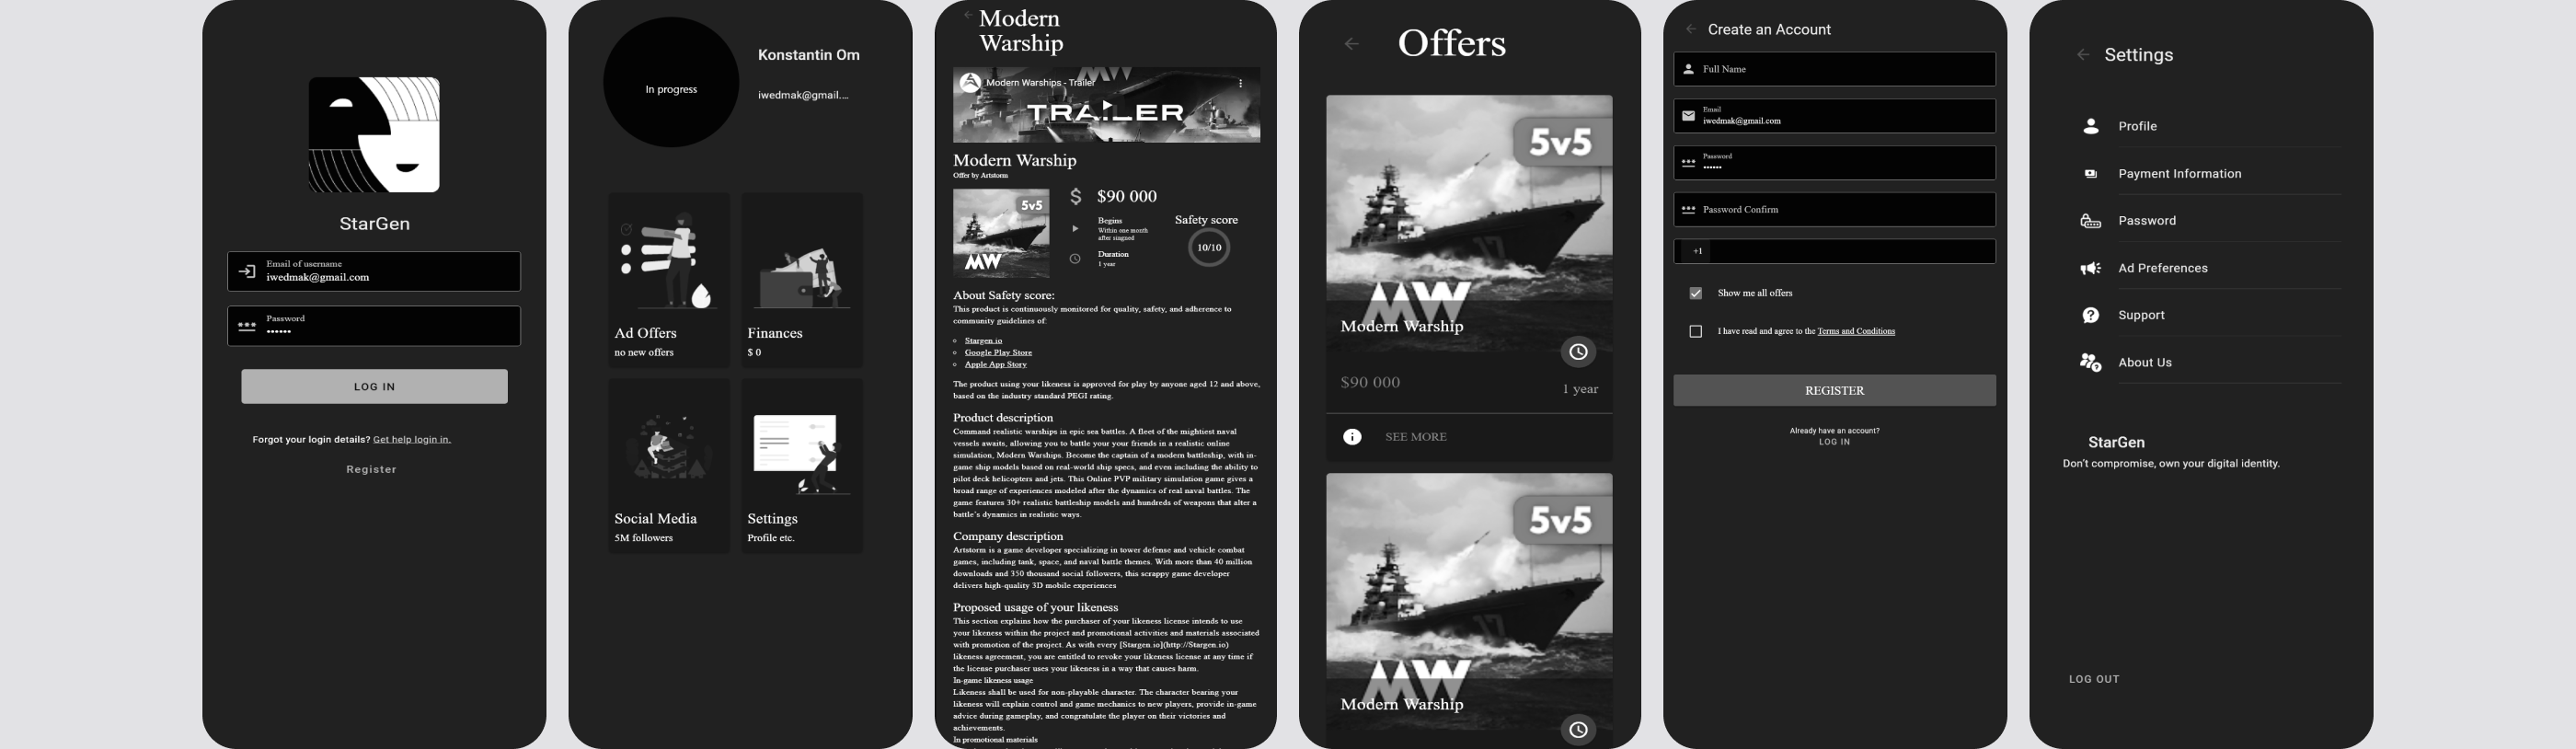 StarGen
Email of username
iwedmak@gmail.com
Password
••••••
LOG IN
Forgot your login details? Get help login in.
Register
In progress
Konstantin Om
iwedmak@gmail....
Ad Offers
no new offers
Finances
$ 0
Social Media
5M followers
Settings
Profile etc.
Modern
Warship
Modern Warships - Trailer
MW
TRAILER
Modern Warship
Offer by Artstorm
5v5
MW
$90 000
Begins
Within one month
after singned
Duration
1 year
Safety score
10/10
About Safety score:
This product is continuously monitored for quality, safety, and adherence to
community guidelines of:
Stargen.io
Google Play Store
Apple App Story
The product using your likeness is approved for play by anyone aged 12 and above,
based on the industry standard PEGI rating.
Product description
Command realistic warships in epic sea battles. A fleet of the mightiest naval
vessels awaits, allowing you to battle your your friends in a realistic online
simulation, Modern Warships. Become the captain of a modern battleship, with in-
game ship models based on real-world ship specs, and even including the ability to
pilot deck helicopters and jets. This Online PVP military simulation game gives a
broad range of experiences modeled after the dynamics of real naval battles. The
game features 30+ realistic battleship models and hundreds of weapons that alter a
battle's dynamics in realistic ways.
Company description
Artstorm is a game developer specializing in tower defense and vehicle combat
games, including tank, space, and naval battle themes. With more than 40 million
downloads and 350 thousand social followers, this scrappy game developer
delivers high-quality 3D mobile experiences
Proposed usage of your likeness
This section explains how the purchaser of your likeness license intends to use
your likeness within the project and promotional activities and materials associated
with promotion of the project. As with every [Stargen.io](http://Stargen.io)
likeness agreement, you are entitled to revoke your likeness license at any time if
the license purchaser uses your likeness in a way that causes harm.
In-game likeness usage
Likeness shall be used for non-playable character. The character bearing your
likeness will explain control and game mechanics to new players, provide in-game
advice during gameplay, and congratulate the player on their victories and
achievements.
In promotional materials
Offers
5v5
17
MW
Modern Warship
$90 000
1 year
SEE MORE
5v5
17
MW
Modern Warship
Create an Account
Full Name
Email
iwedmak@gmail.com
Password
••••••
Password Confirm
+1
Show me all offers
I have read and agree to the Terms and Conditions
REGISTER
Already have an account?
LOG IN
Settings
Profile
Payment Information
Password
Ad Preferences
Support
About Us
StarGen
Don't compromise, own your digital identity.
LOG OUT